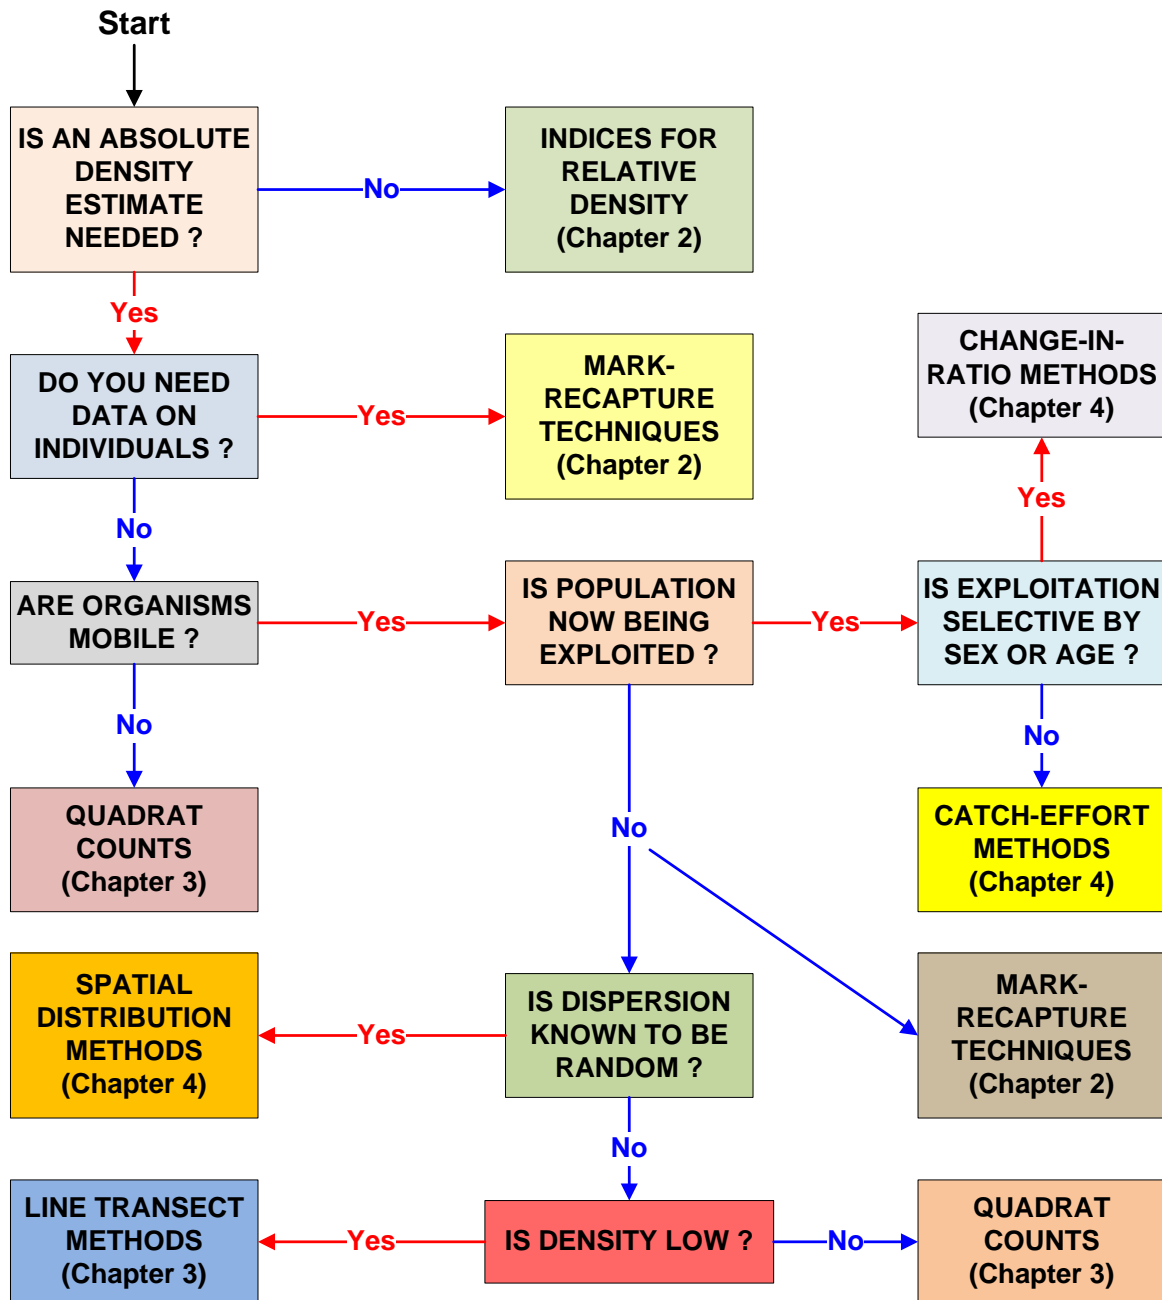 Start
IS AN ABSOLUTE
DENSITY
ESTIMATE
NEEDED ?
No
INDICES FOR
RELATIVE
DENSITY
(Chapter 2)
Yes
DO YOU NEED
DATA ON
INDIVIDUALS ?
Yes
MARK-
RECAPTURE
TECHNIQUES
(Chapter 2)
CHANGE-IN-
RATIO METHODS
(Chapter 4)
No
Yes
ARE ORGANISMS
MOBILE ?
Yes
IS POPULATION
NOW BEING
EXPLOITED ?
Yes
IS EXPLOITATION
SELECTIVE BY
SEX OR AGE ?
No
No
QUADRAT
COUNTS
(Chapter 3)
No
CATCH-EFFORT
METHODS
(Chapter 4)
SPATIAL
DISTRIBUTION
METHODS
(Chapter 4)
Yes
IS DISPERSION
KNOWN TO BE
RANDOM ?
MARK-
RECAPTURE
TECHNIQUES
(Chapter 2)
No
LINE TRANSECT
METHODS
(Chapter 3)
Yes
IS DENSITY LOW ?
No
QUADRAT
COUNTS
(Chapter 3)